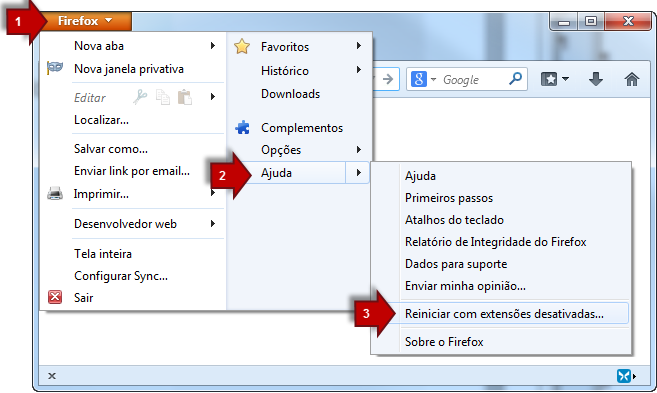 1
Firefox
Nova aba
Nova janela privativa
Editar
Localizar...
Salvar como...
Enviar link por email...
Imprimir...
Desenvolvedor web
Tela inteira
Configurar Sync...
Sair
Favoritos
Histórico
Downloads
Complementos
Opções
2
Ajuda
Ajuda
Primeiros passos
Atalhos do teclado
Relatório de Integridade do Firefox
Dados para suporte
Enviar minha opinião...
3
Reiniciar com extensões desativadas...
Sobre o Firefox
8
Google